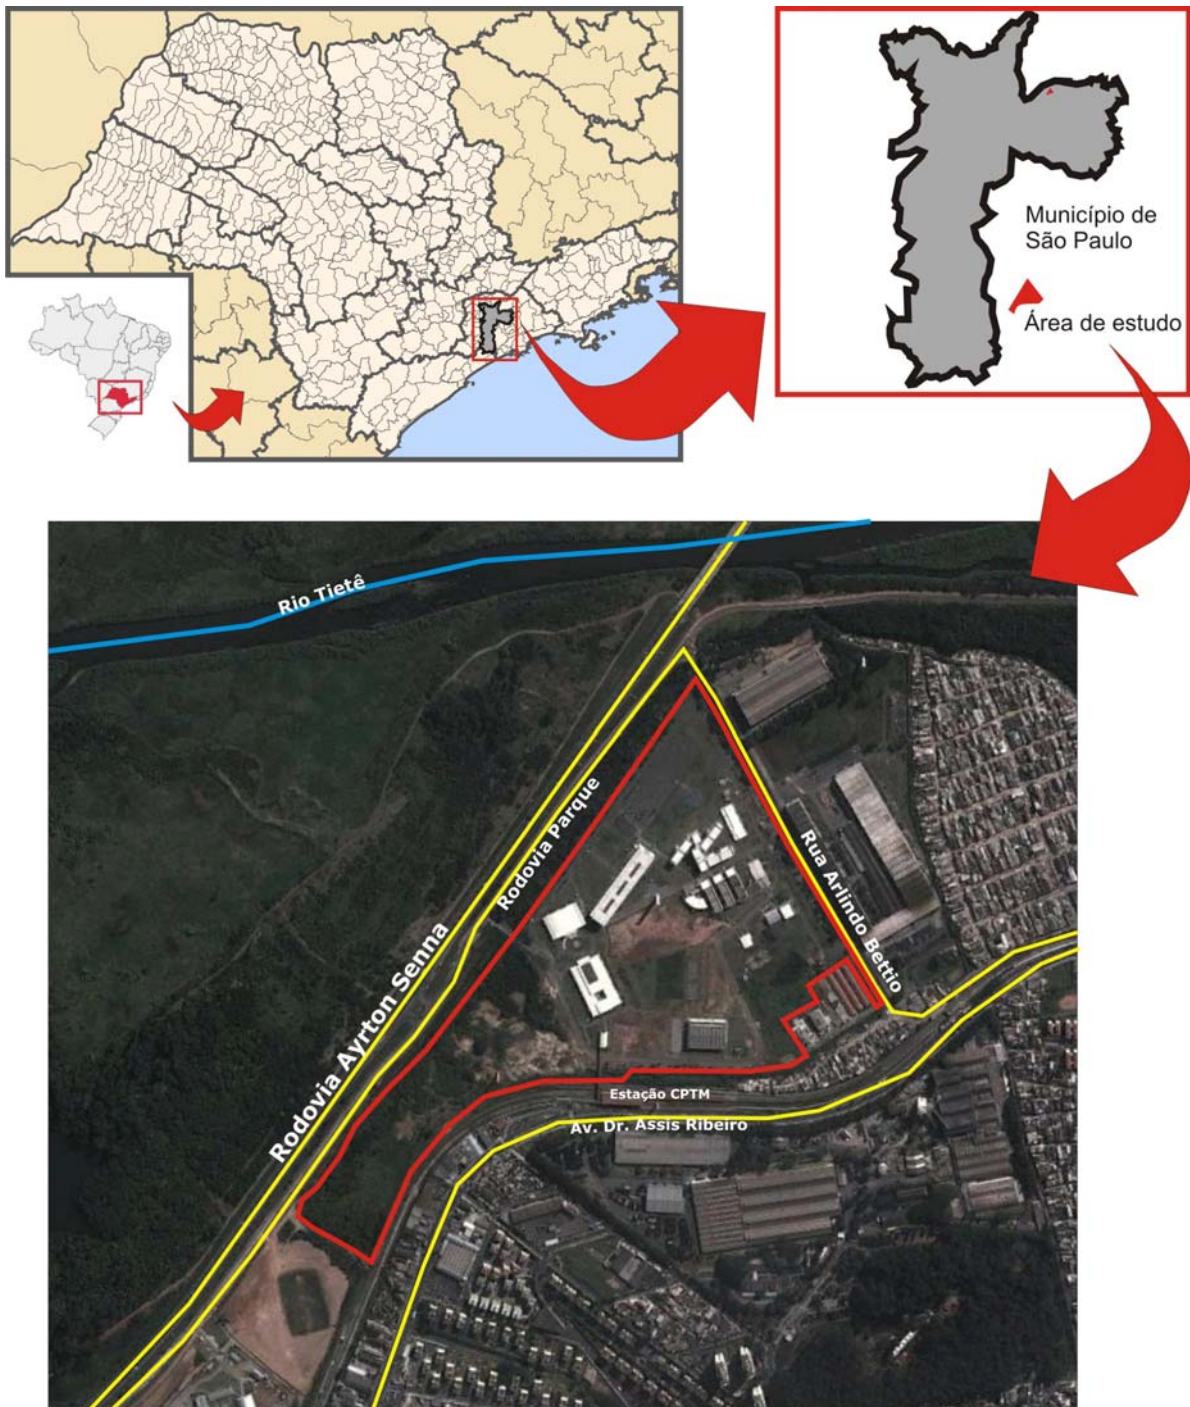 Município de
São Paulo
Área de estudo
Rio Tietê
Rodovia Parque
Rua Arlindo Bettio
Rodovia Ayrton Senna
Estação CPTM
Av. Dr. Assis Ribeiro